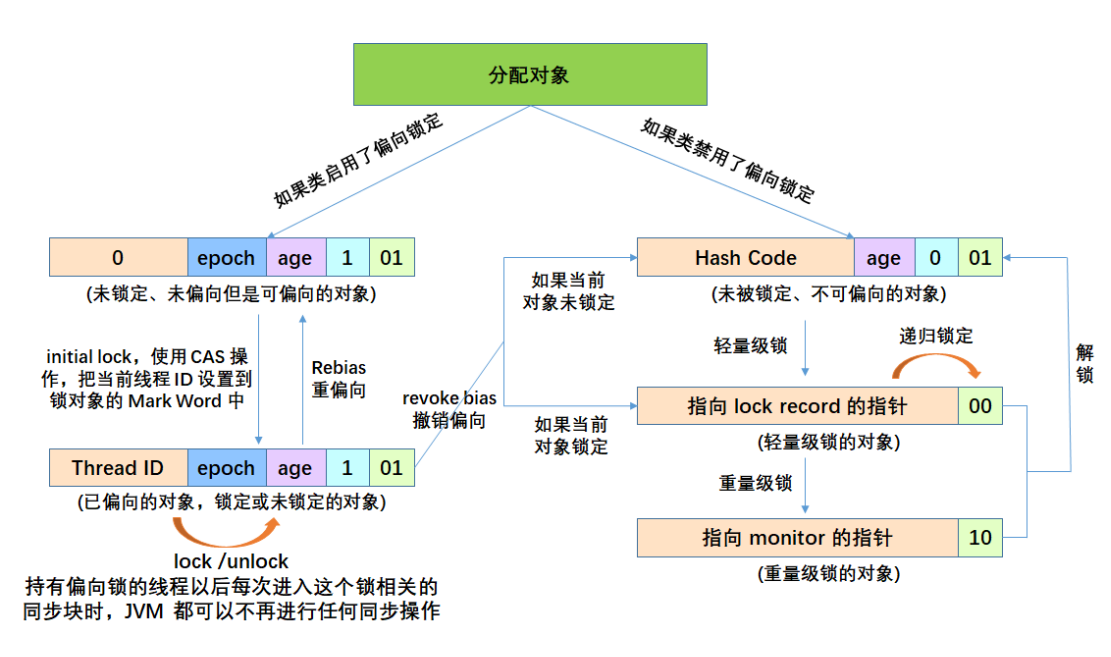 分配对象
如果类启用了偏向锁定
如果类禁用了偏向锁定
0 epoch age 1 01
(未锁定、未偏向但是可偏向的对象)
Hash Code age 0 01
(未被锁定、不可偏向的对象)
initial lock，使用 CAS 操
作，把当前线程 ID 设置到
锁对象的 Mark Word 中
Rebias
重偏向
revoke bias
撤销偏向
如果当前
对象未锁定
如果当前
对象锁定
轻量级锁
递归锁定
解
锁
指向 lock record 的指针 00
(轻量级锁的对象)
重量级锁
指向 monitor 的指针 10
(重量级锁的对象)
Thread ID epoch age 1 01
(已偏向的对象，锁定或未锁定的对象)
lock /unlock
持有偏向锁的线程以后每次进入这个锁相关的
同步块时，JVM 都可以不再进行任何同步操作